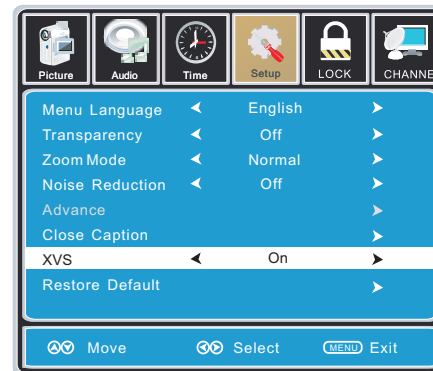 Picture Audio Time Setup LOCK CHANNE
Menu Language English
Transparency Off
Zoom Mode Normal
Noise Reduction Off
Advance
Close Caption
XVS On
Restore Default
Move Select MENU Exit